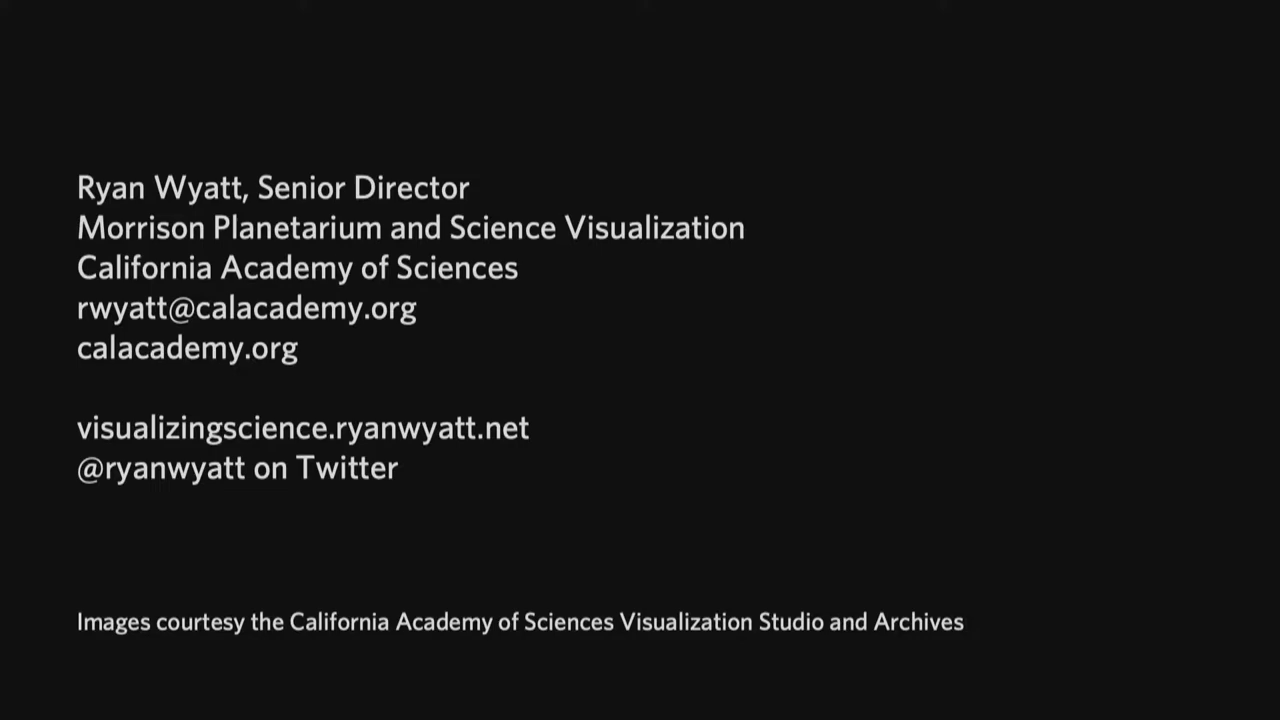 Ryan Wyatt, Senior Director
Morrison Planetarium and Science Visualization
California Academy of Sciences
rwyatt@calacademy.org
calacademy.org
visualizingscience.ryanwyatt.net
@ryanwyatt on Twitter
Images courtesy the California Academy of Sciences Visualization Studio and Archives